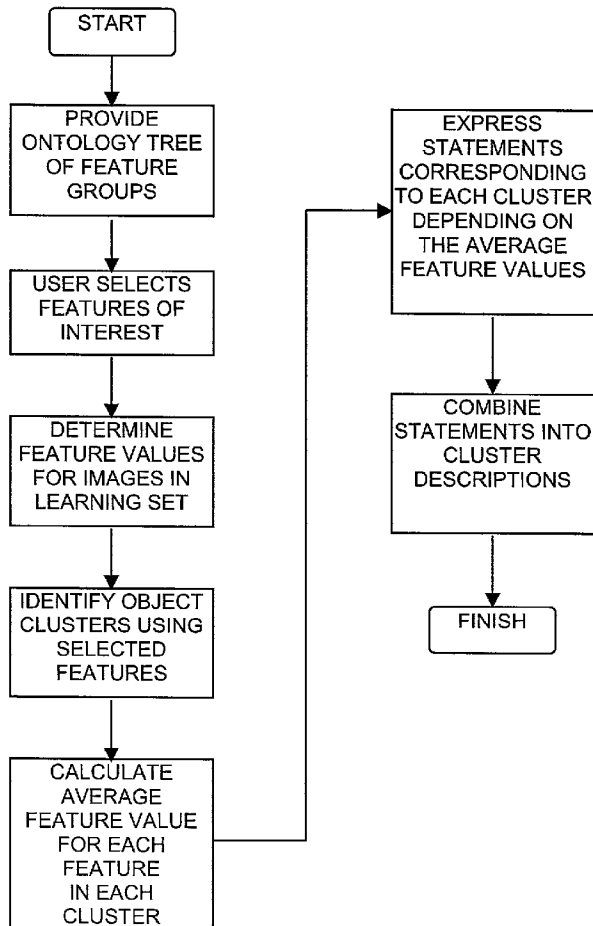 START
PROVIDE
ONTOLOGY TREE
OF FEATURE
GROUPS
USER SELECTS
FEATURES OF
INTEREST
DETERMINE
FEATURE VALUES
FOR IMAGES IN
LEARNING SET
IDENTIFY OBJECT
CLUSTERS USING
SELECTED
FEATURES
CALCULATE
AVERAGE
FEATURE VALUE
FOR EACH
FEATURE
IN EACH
CLUSTER
EXPRESS
STATEMENTS
CORRESPONDING
TO EACH CLUSTER
DEPENDING ON
THE AVERAGE
FEATURE VALUES
COMBINE
STATEMENTS INTO
CLUSTER
DESCRIPTIONS
FINISH